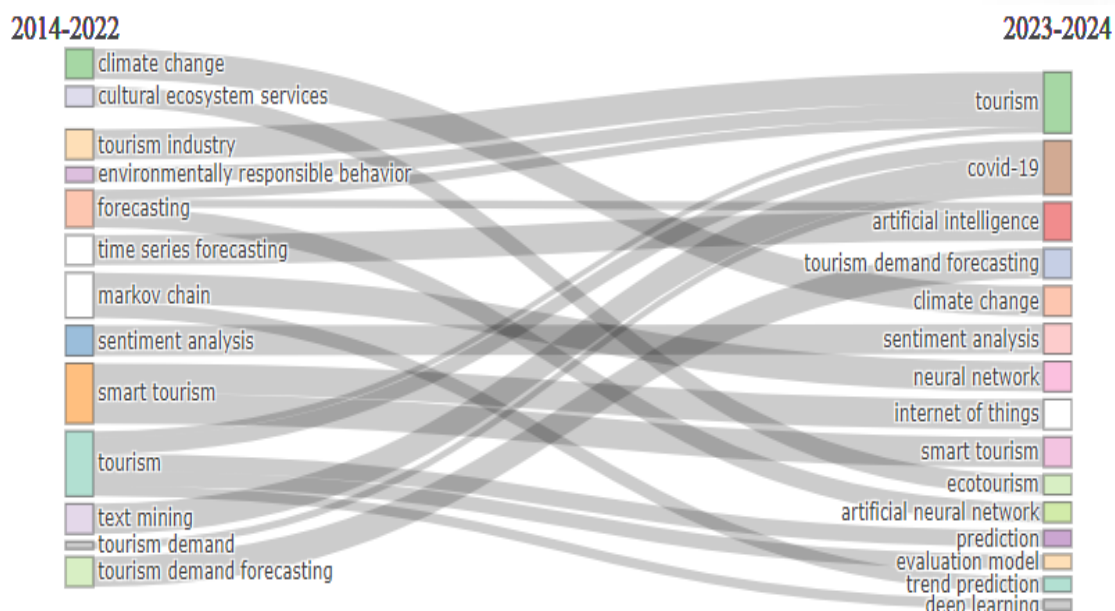 2014-2022
climate change
cultural ecosystem services
tourism industry
environmentally responsible behavior
forecasting
time series forecasting
markov chain
sentiment analysis
smart tourism
tourism
text mining
tourism demand
tourism demand forecasting
2023-2024
tourism
covid-19
artificial intelligence
tourism demand forecasting
climate change
sentiment analysis
neural network
internet of things
smart tourism
ecotourism
artificial neural network
prediction
evaluation model
trend prediction
deep learning